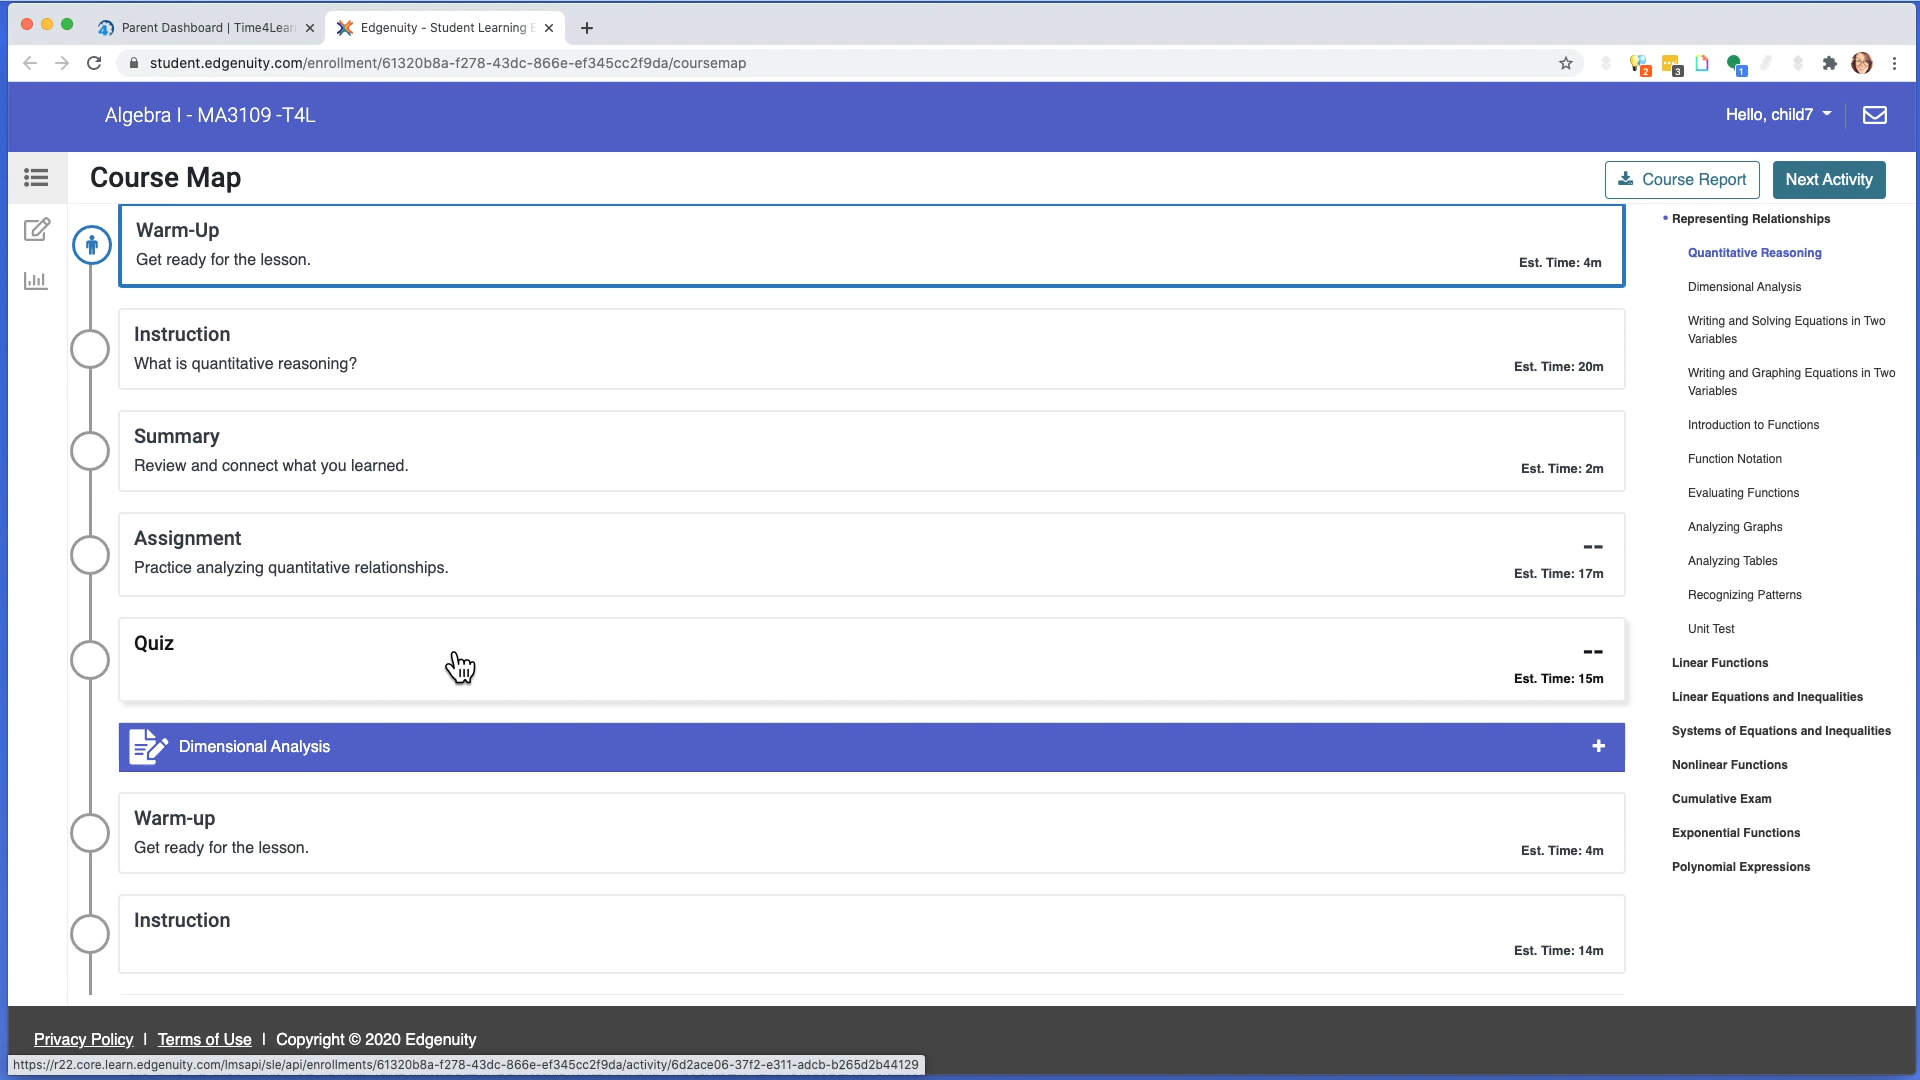 Parent Dashboard | Time4Lear
Edgenuity - Student Learning E
student.edgenuity.com/enrollment/61320b8a-f278-43dc-866e-ef345cc2f9da/coursemap
2
3
1
Algebra I - MA3109 -T4L
Hello, child7
Course Map
Course Report
Next Activity
Warm-Up
Get ready for the lesson.
Est. Time: 4m
Instruction
What is quantitative reasoning?
Est. Time: 20m
Summary
Review and connect what you learned.
Est. Time: 2m
Assignment
--
Practice analyzing quantitative relationships.
Est. Time: 17m
Quiz
--
Est. Time: 15m
Dimensional Analysis
+
Warm-up
Get ready for the lesson.
Est. Time: 4m
Instruction
Est. Time: 14m
• Representing Relationships
Quantitative Reasoning
Dimensional Analysis
Writing and Solving Equations in Two
Variables
Writing and Graphing Equations in Two
Variables
Introduction to Functions
Function Notation
Evaluating Functions
Analyzing Graphs
Analyzing Tables
Recognizing Patterns
Unit Test
Linear Functions
Linear Equations and Inequalities
Systems of Equations and Inequalities
Nonlinear Functions
Cumulative Exam
Exponential Functions
Polynomial Expressions
Privacy Policy | Terms of Use | Copyright © 2020 Edgenuity
https://r22.core.learn.edgenuity.com/lmsapi/sle/api/enrollments/61320b8a-f278-43dc-866e-ef345cc2f9da/activity/6d2ace06-37f2-e311-adcb-b265d2b44129